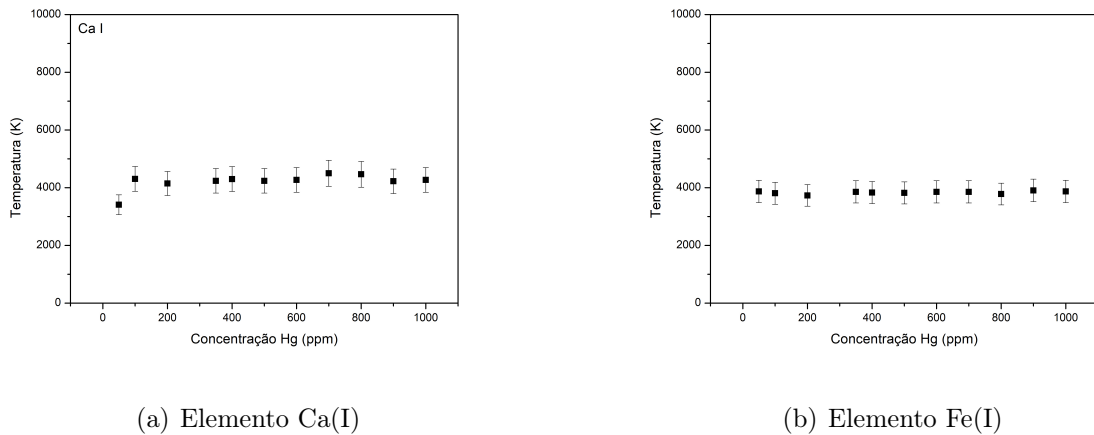 Ca I
10000
8000
6000
4000
2000
0
Temperatura (K)
0 200 400 600 800 1000
Concentração Hg (ppm)
(a) Elemento Ca(I)
10000
8000
6000
4000
2000
0
Temperatura (K)
0 200 400 600 800 1000
Concentração Hg (ppm)
(b) Elemento Fe(I)